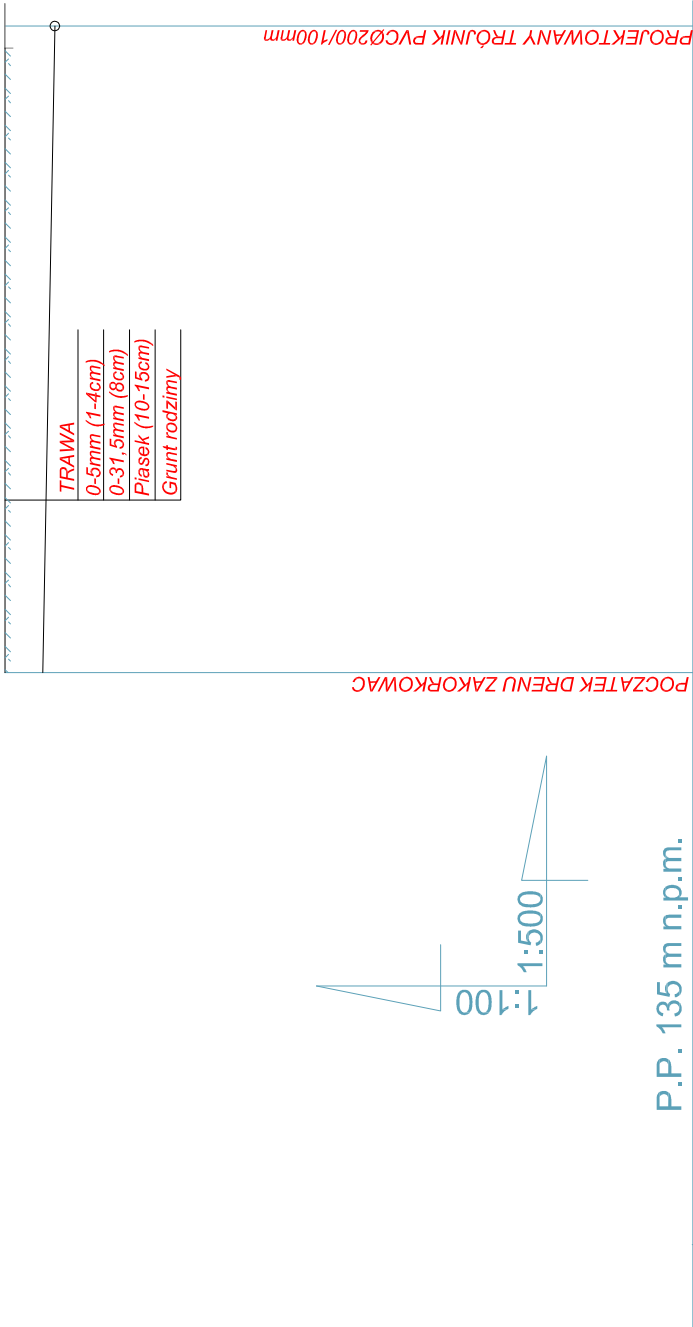 PROJEKTOWANY TRÓJNIK PVCØ200/100mm
TRAWA
0-5mm (1-4cm)
0-31,5mm (8cm)
Piasek (10-15cm)
Grunt rodzimy
POCZATEK DRENU ZAKORKOWAC
1:100
1:500
P.P. 135 m n.p.m.